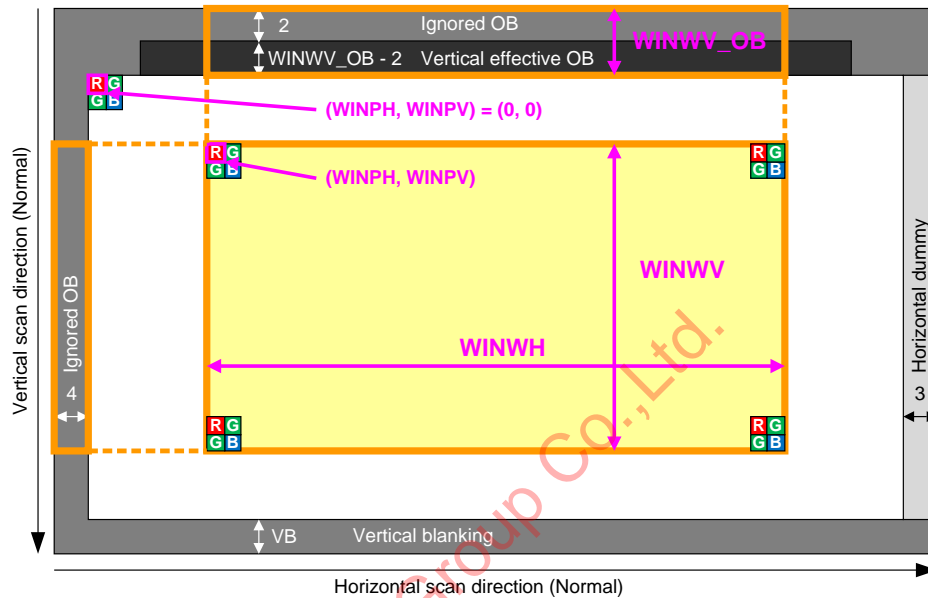 2 Ignored OB
WINWV_OB
WINWV_OB - 2 Vertical effective OB
R G
G B
(WINPH, WINPV) = (0, 0)
R G
G B
(WINPH, WINPV)
R G
G B
WINWV
WINWH
R G
G B
R G
G B
4 Ignored OB
3 Horizontal dummy
VB Vertical blanking
Vertical scan direction (Normal)
Horizontal scan direction (Normal)
Group Co.,Ltd.